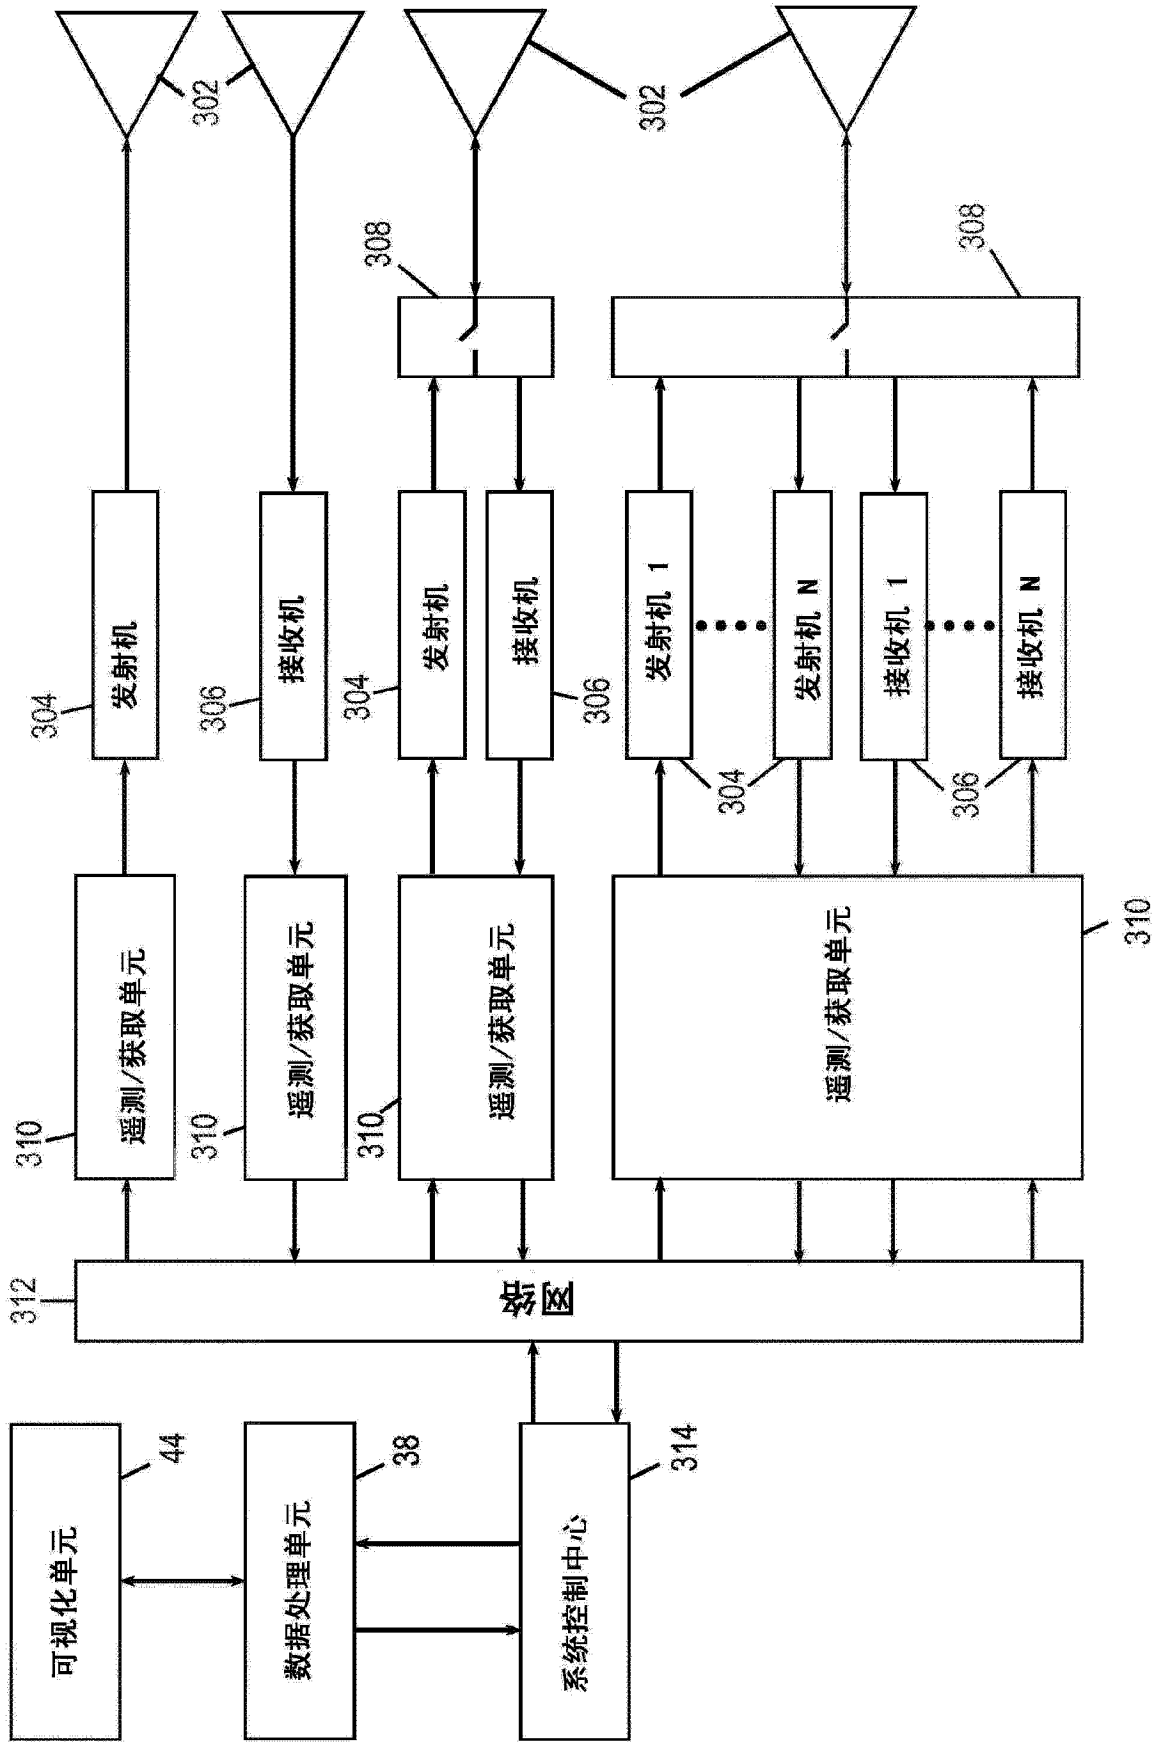 302
302
308
308
304
发射机
306
接收机
304
发射机
接收机
306
发射机 1
发射机 N
304
接收机 1
接收机 N
306
310
遥测/获取单元
310
遥测/获取单元
310
遥测/获取单元
遥测/获取单元
310
312
网络
可视化单元
44
数据处理单元
38
系统控制中心
314